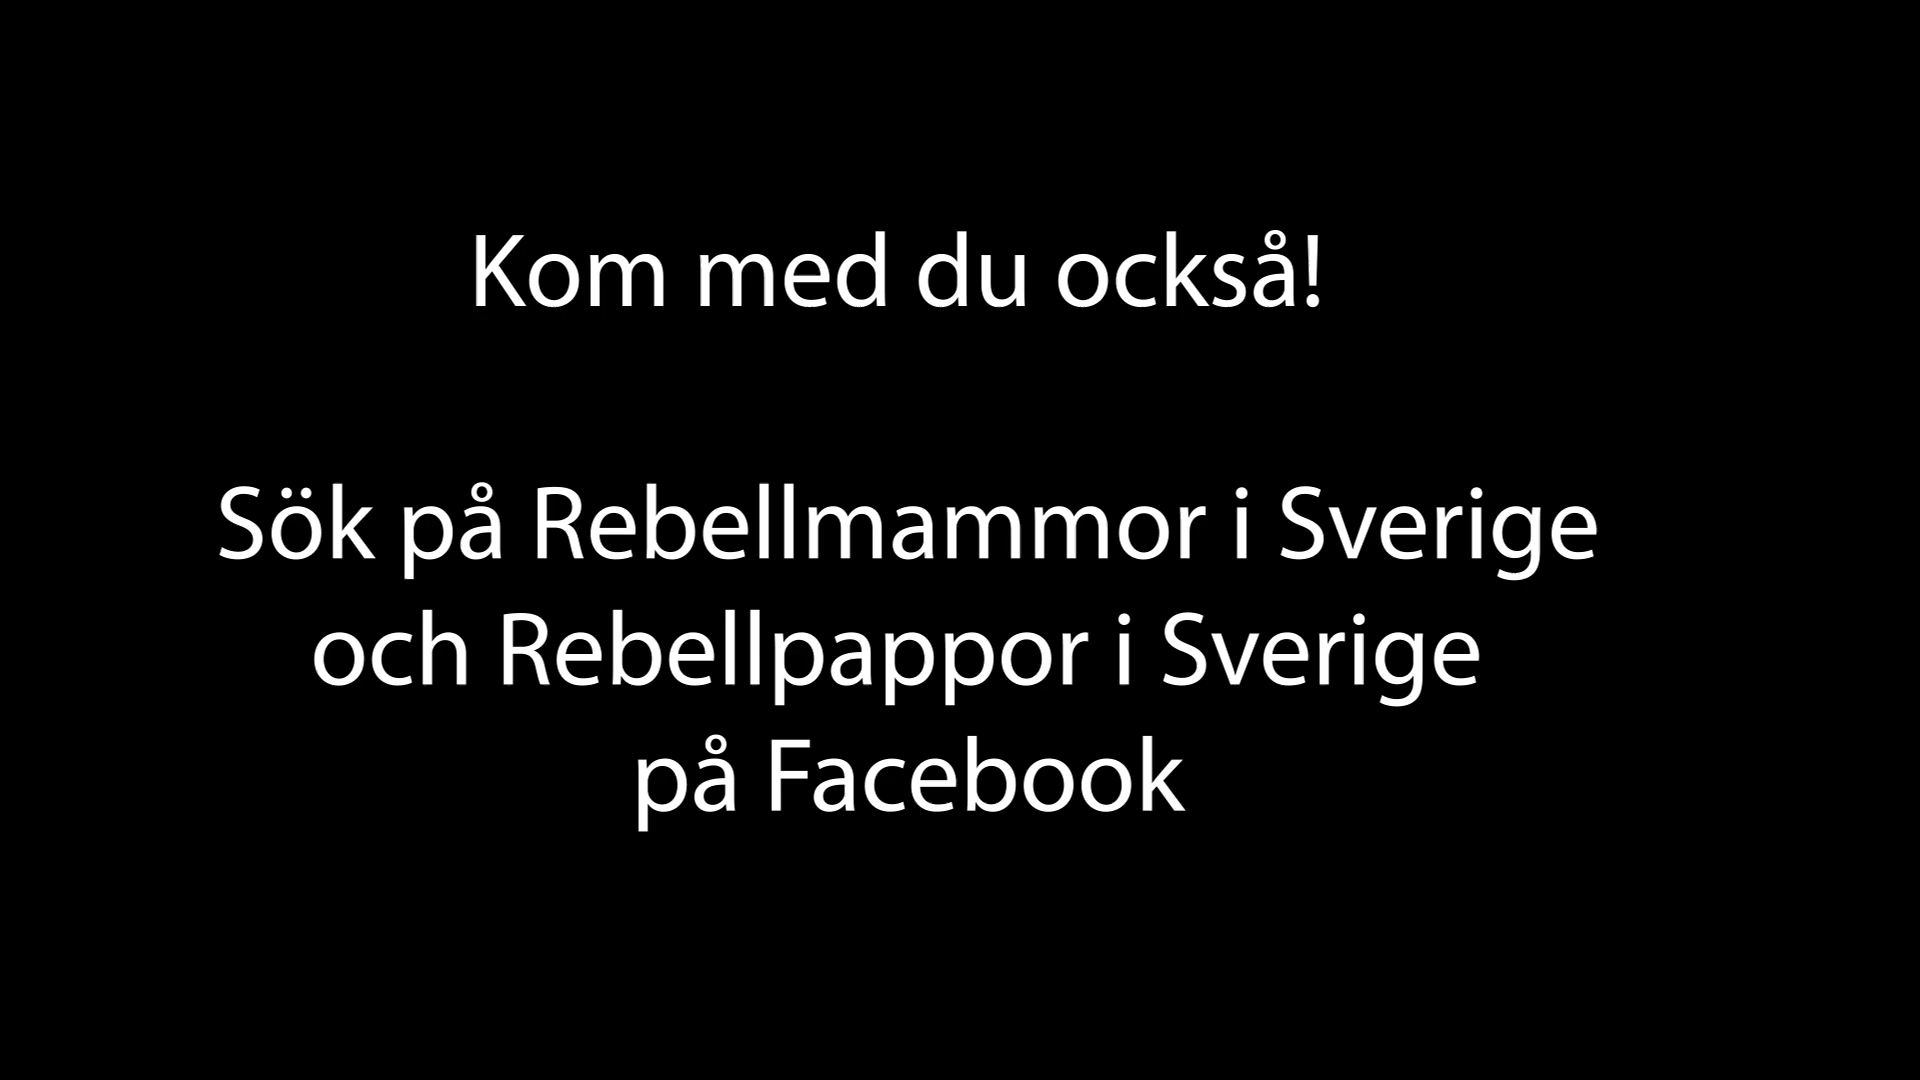 Kom med du också!
Sök på Rebellmammor i Sverige
och Rebellpappor i Sverige
på Facebook